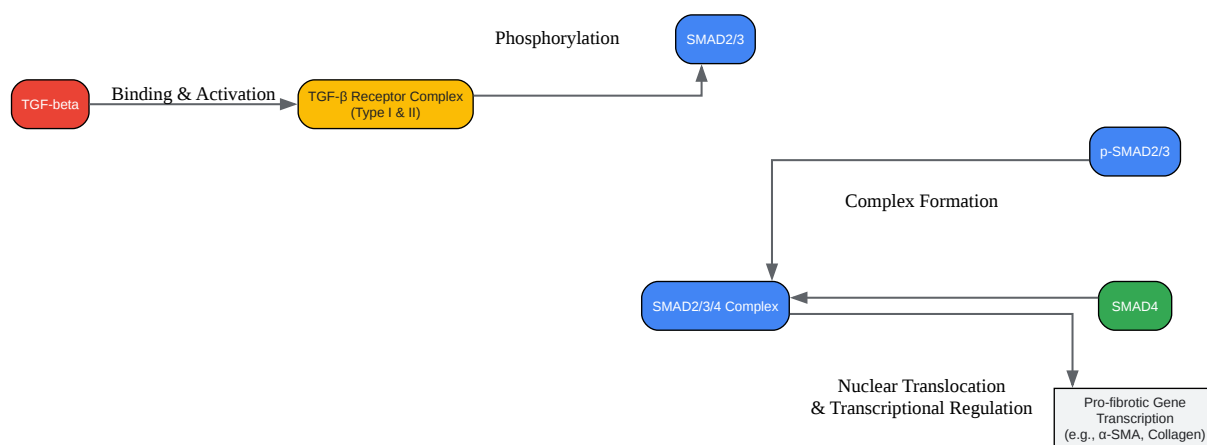 Phosphorylation
SMAD2/3
TGF-beta
Binding & Activation
TGF-β Receptor Complex
(Type I & II)
p-SMAD2/3
Complex Formation
SMAD2/3/4 Complex
SMAD4
Nuclear Translocation
& Transcriptional Regulation
Pro-fibrotic Gene
Transcription
(e.g., α-SMA, Collagen)